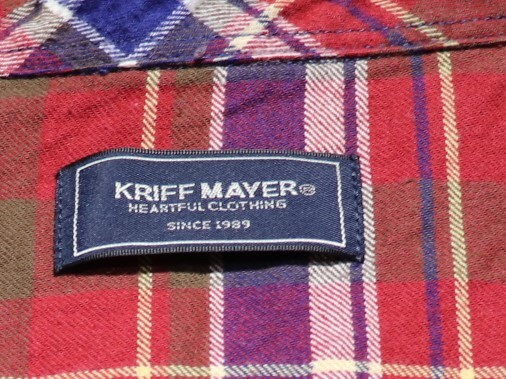 KRIFF MAYER®
HEARTFUL CLOTHING
SINCE 1989